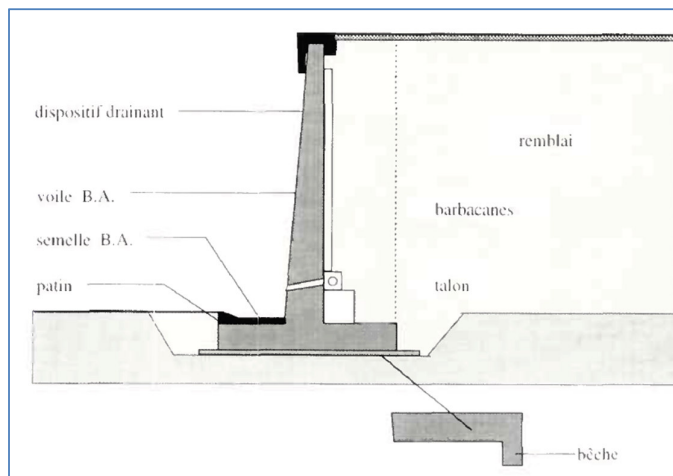 dispositif drainant
remblai
voile B.A.
barbacanes
semelle B.A.
patin
talon
bêche